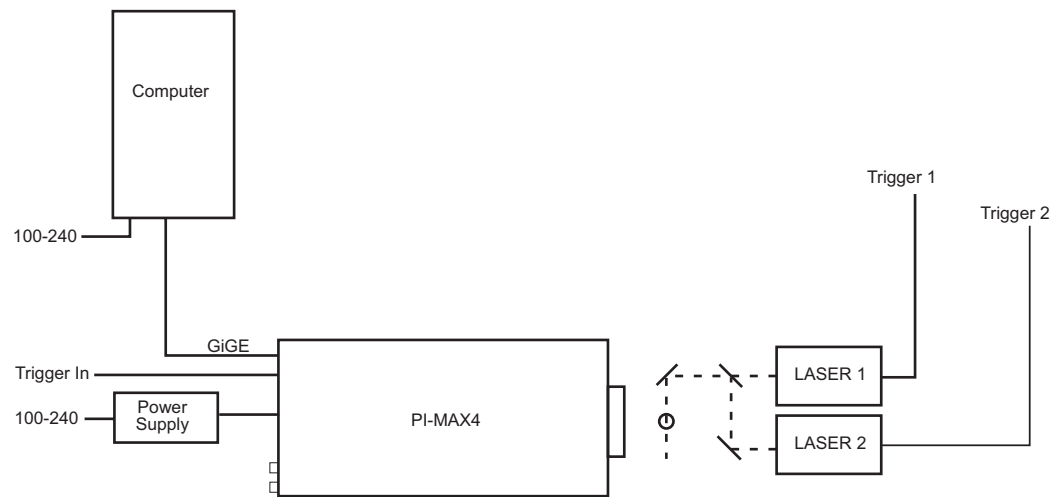 Computer
Trigger 1
Trigger 2
100-240
GiGE
Trigger In
LASER 1
100-240
Power
Supply
PI-MAX4
LASER 2